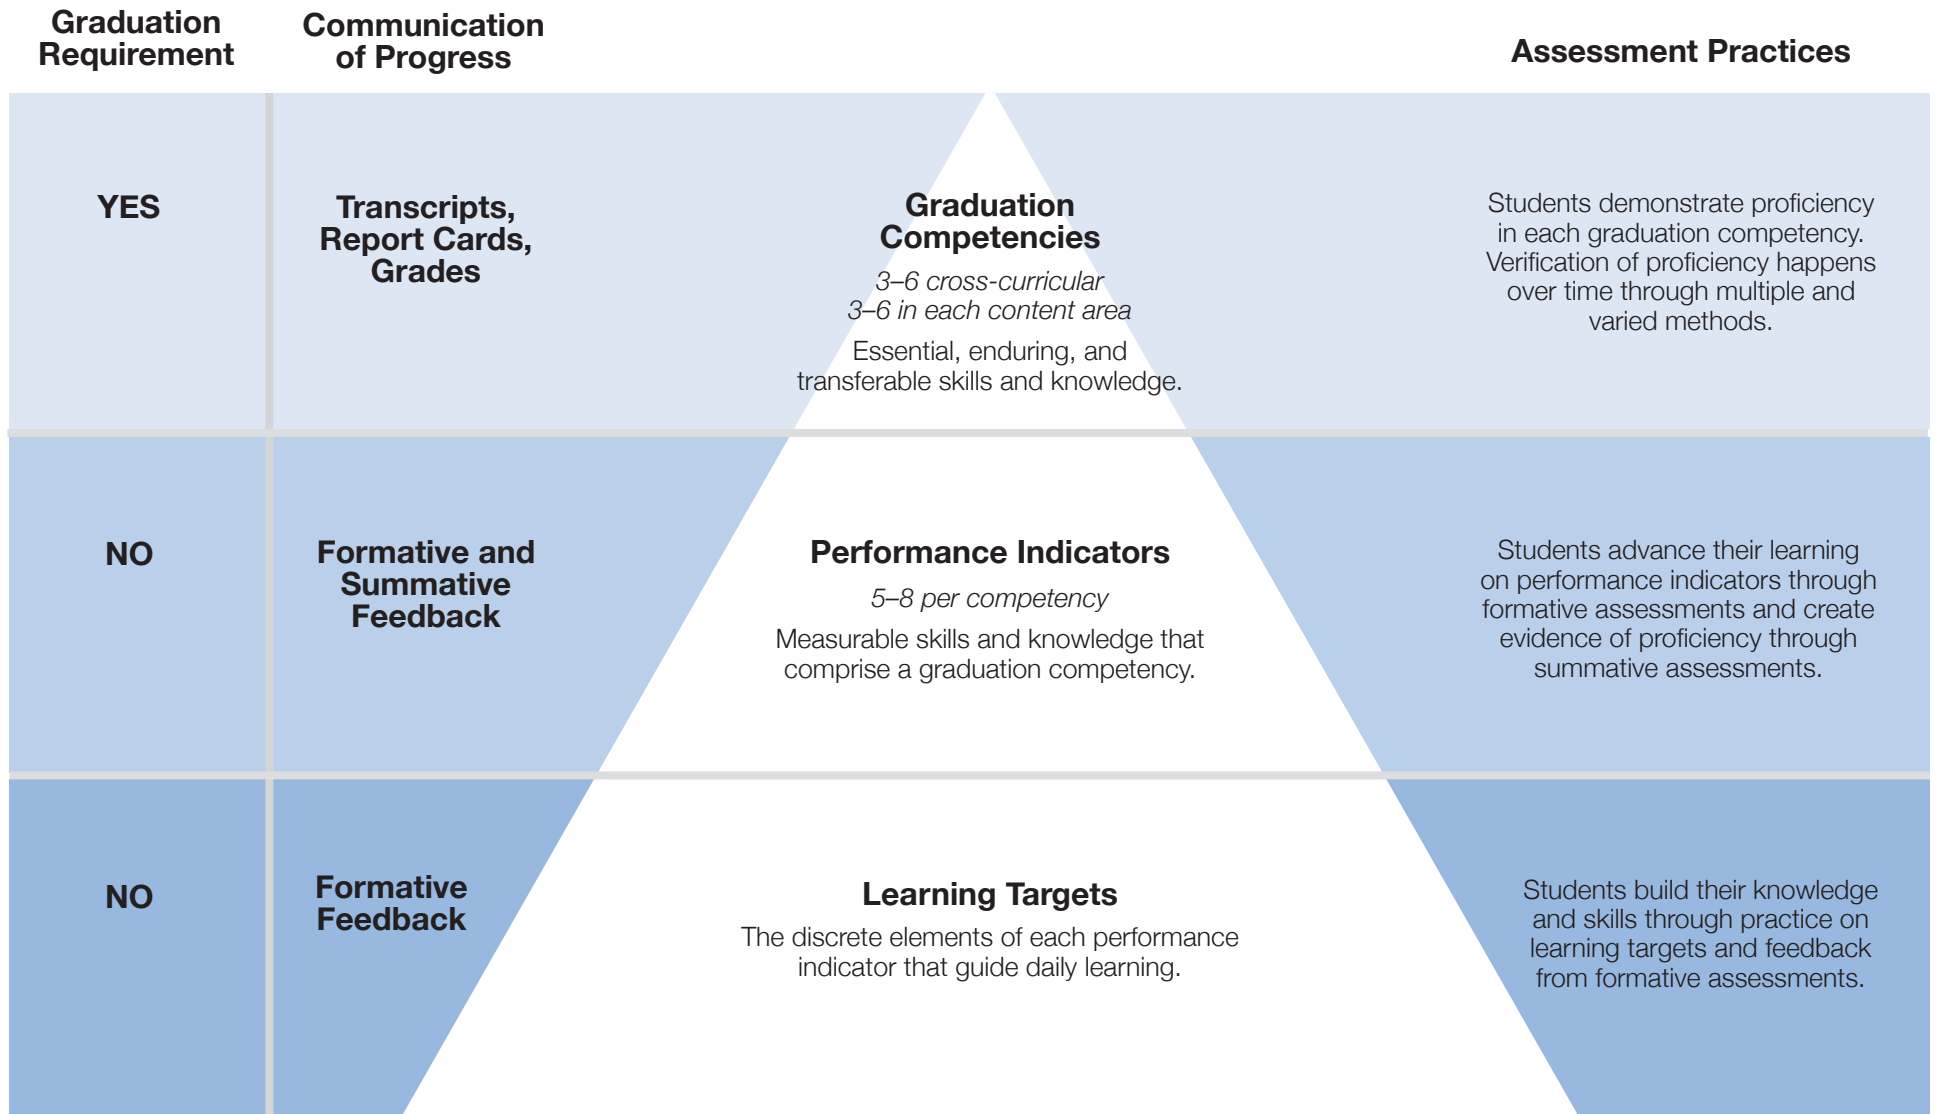 Graduation
Requirement
Communication
of Progress
Assessment Practices
YES
Transcripts,
Report Cards,
Grades
Graduation
Competencies
3–6 cross-curricular
3–6 in each content area
Essential, enduring, and
transferable skills and knowledge.
Students demonstrate proficiency
in each graduation competency.
Verification of proficiency happens
over time through multiple and
varied methods.
NO
Formative and
Summative
Feedback
Performance Indicators
5–8 per competency
Measurable skills and knowledge that
comprise a graduation competency.
Students advance their learning
on performance indicators through
formative assessments and create
evidence of proficiency through
summative assessments.
NO
Formative
Feedback
Learning Targets
The discrete elements of each performance
indicator that guide daily learning.
Students build their knowledge
and skills through practice on
learning targets and feedback
from formative assessments.